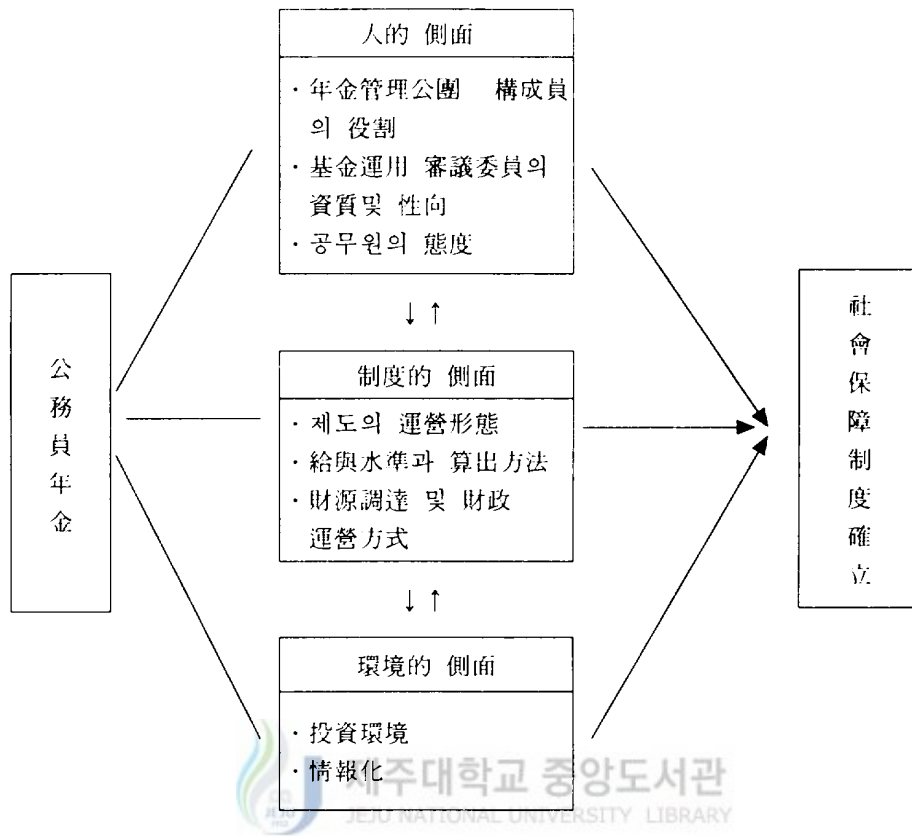 人的 側面
· 年金管理公團 構成員
의 役割
· 基金運用 審議委員의
資質및 性向
· 공무원의 態度
↓ ↑
公務員年金
制度的 側面
· 제도의 運營形態
· 給與水準과 算出方法
· 財源調達 및 財政
運營方式
社會保障制度確立
↓ ↑
環境的 側面
· 投資環境
· 情報化
제주대학교 중앙도서관
JEJU NATIONAL UNIVERSITY LIBRARY